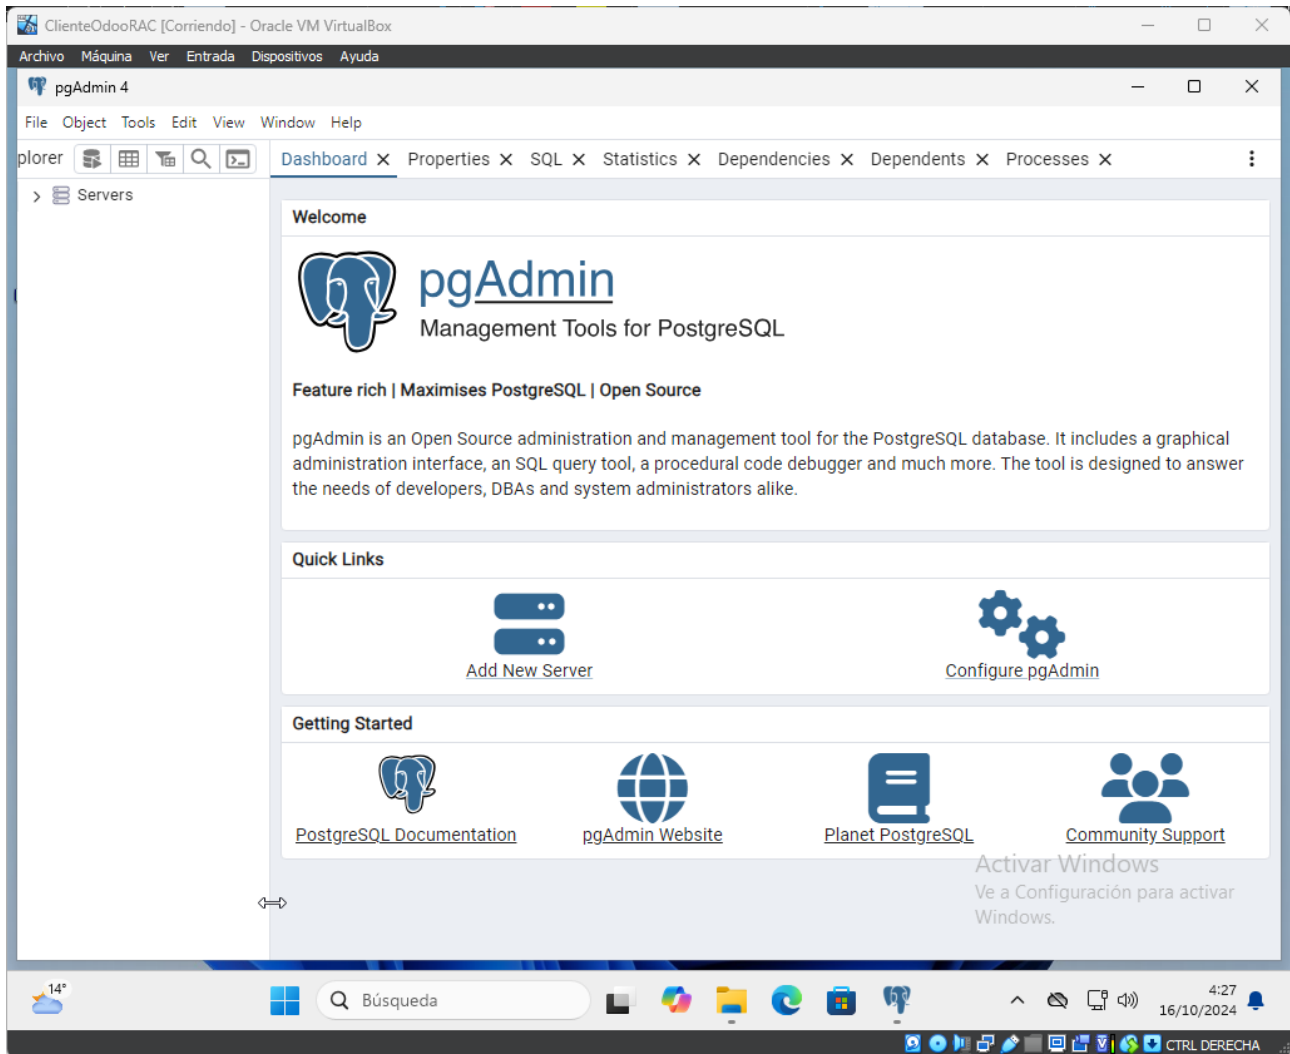 ClienteOdooRAC [Corriendo] - Oracle VM VirtualBox
Archivo Máquina Ver Entrada Dispositivos Ayuda
pgAdmin 4
File Object Tools Edit View Window Help
plorer Dashboard Properties SQL Statistics Dependencies Dependents Processes
Servers
Welcome
pgAdmin
Management Tools for PostgreSQL
Feature rich | Maximises PostgreSQL | Open Source
pgAdmin is an Open Source administration and management tool for the PostgreSQL database. It includes a graphical
administration interface, an SQL query tool, a procedural code debugger and much more. The tool is designed to answer
the needs of developers, DBAs and system administrators alike.
Quick Links
Add New Server Configure pgAdmin
Getting Started
PostgreSQL Documentation pgAdmin Website Planet PostgreSQL Community Support
Activar Windows
Ve a Configuración para activar
Windows.
14°
Búsqueda
4:27
16/10/2024
CTRL DERECHA